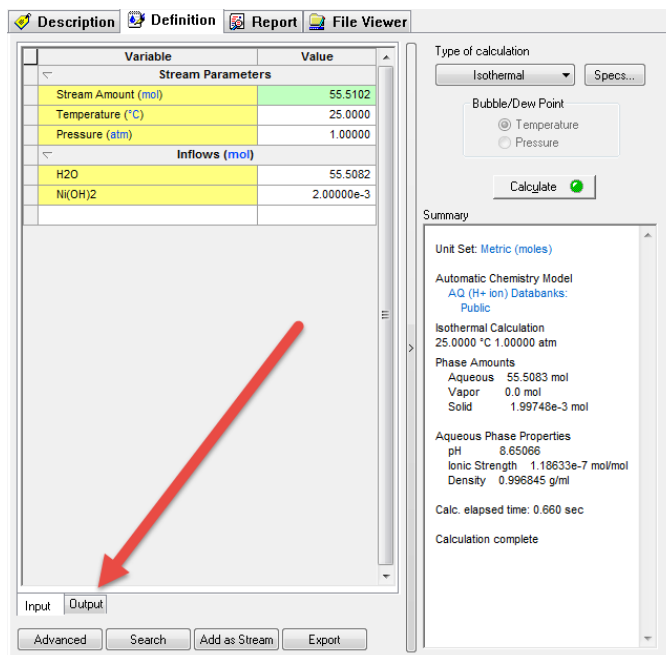 Description Definition Report File Viewer
Variable Value
Stream Parameters
Stream Amount (mol) 55.5102
Temperature (°C) 25.0000
Pressure (atm) 1.00000
Inflows (mol)
H2O 55.5082
Ni(OH)2 2.00000e-3
Input Output
Advanced Search Add as Stream Export
Type of calculation
Isothermal Specs...
Bubble/Dew Point
Temperature
Pressure
Calculate
Summary
Unit Set: Metric (moles)
Automatic Chemistry Model
AQ (H+ ion) Databanks:
Public
Isothermal Calculation
25.0000 °C 1.00000 atm
Phase Amounts
Aqueous 55.5083 mol
Vapor 0.0 mol
Solid 1.99748e-3 mol
Aqueous Phase Properties
pH 8.65066
Ionic Strength 1.18633e-7 mol/mol
Density 0.996845 g/ml
Calc. elapsed time: 0.660 sec
Calculation complete